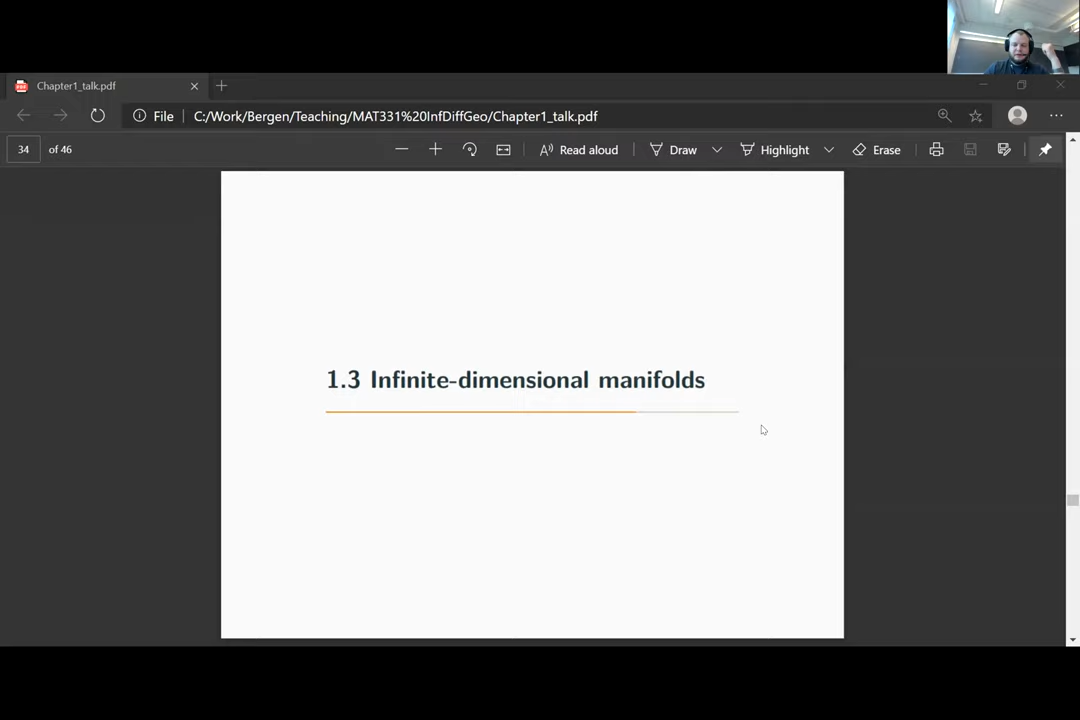 Chapter1_talk.pdf
File
C:/Work/Bergen/Teaching/MAT331%20InfDiffGeo/Chapter1_talk.pdf
34 of 46
Read aloud
Draw
Highlight
Erase
1.3 Infinite-dimensional manifolds